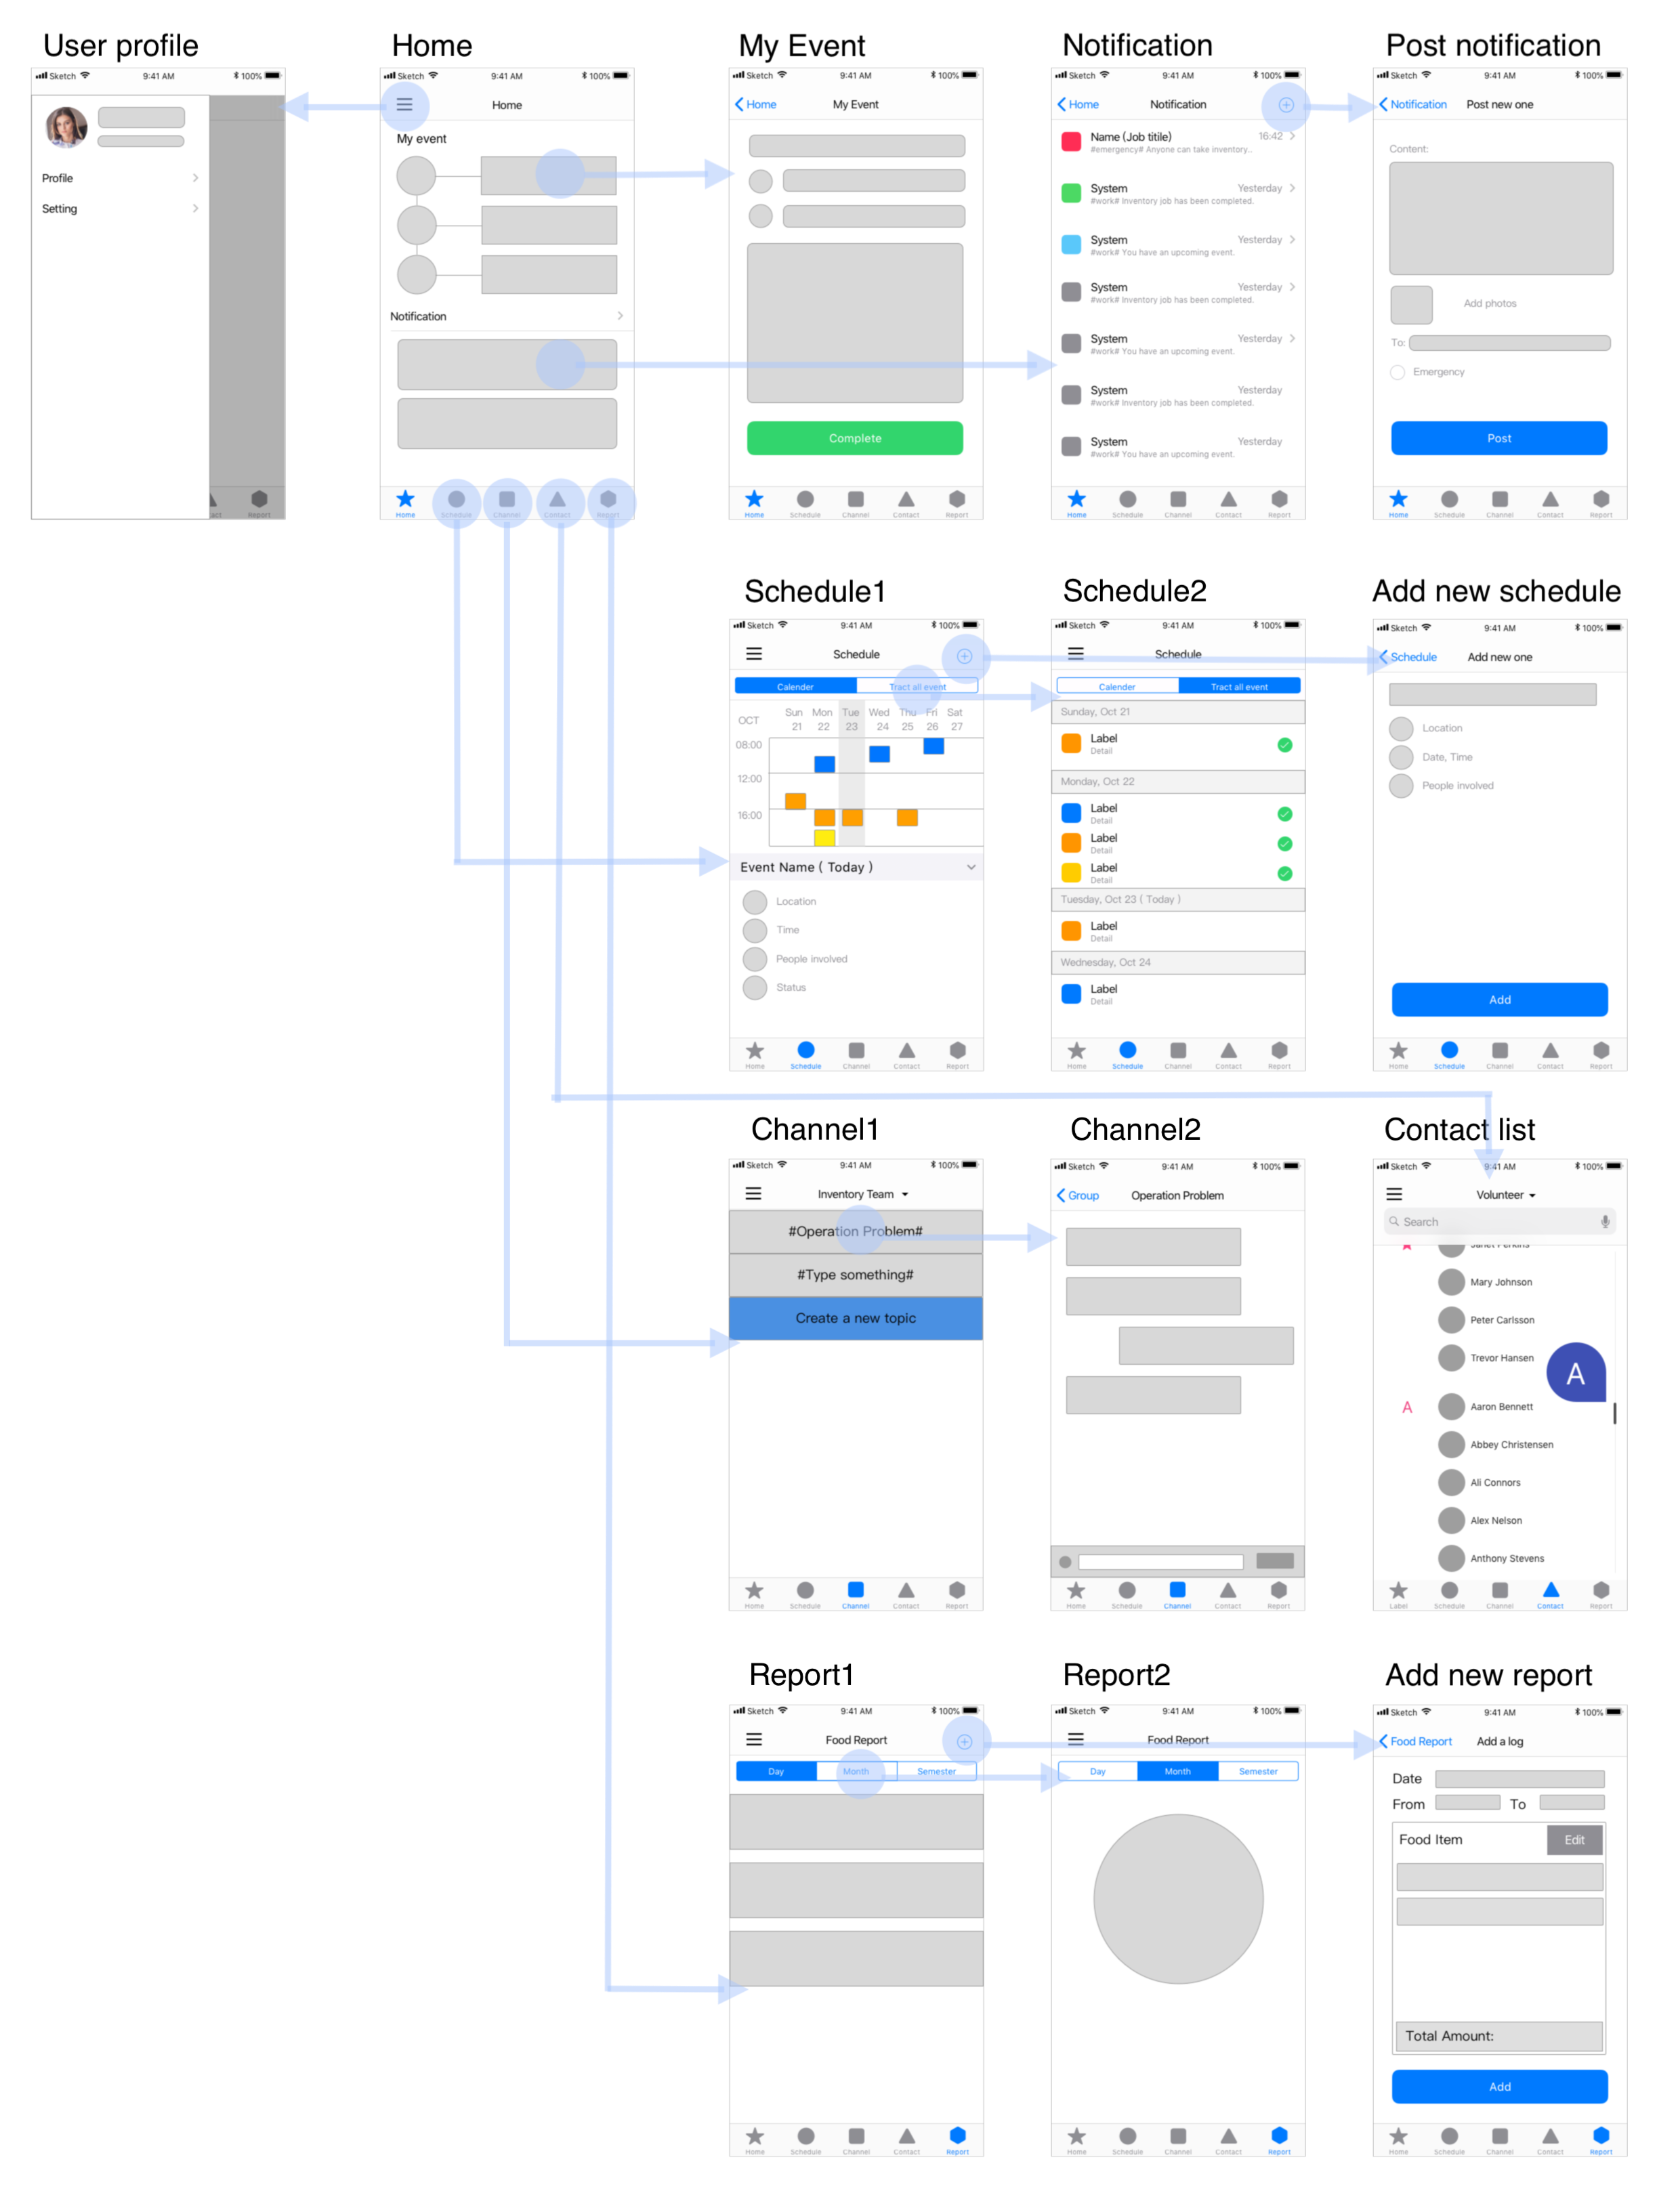 User profile
Home
My Event
Notification
Post notification
Sketch 9:41 AM 100%
Profile
Setting
act
Report
Sketch 9:41 AM 100%
Home
My event
Notification
Home Schedule Channel Contact Report
Sketch 9:41 AM 100%
Home My Event
Complete
Home Schedule Channel Contact Report
Sketch 9:41 AM 100%
Home Notification
Name (Job titile) 16:42
#emergency# Anyone can take inventory..
System Yesterday
#work# Inventory job has been completed.
System Yesterday
#work# You have an upcoming event.
System Yesterday
#work# Inventory job has been completed.
System Yesterday
#work# You have an upcoming event.
System Yesterday
#work# Inventory job has been completed.
System Yesterday
#work# You have an upcoming event.
Home Schedule Channel Contact Report
Sketch 9:41 AM 100%
Notification Post new one
Content:
Add photos
To:
Emergency
Post
Home Schedule Channel Contact Report
Schedule1
Schedule2
Add new schedule
Sketch 9:41 AM 100%
Schedule
Calender Tract all event
OCT Sun Mon Tue Wed Thu Fri Sat
21 22 23 24 25 26 27
08:00
12:00
16:00
Event Name ( Today )
Location
Time
People involved
Status
Home Schedule Channel Contact Report
Sketch 9:41 AM 100%
Schedule
Calender Tract all event
Sunday, Oct 21
Label
Detail
Monday, Oct 22
Label
Detail
Label
Detail
Label
Detail
Tuesday, Oct 23 ( Today )
Label
Detail
Wednesday, Oct 24
Label
Detail
Home Schedule Channel Contact Report
Sketch 9:41 AM 100%
Schedule Add new one
Location
Date, Time
People involved
Add
Home Schedule Channel Contact Report
Channel1
Channel2
Contact list
Sketch 9:41 AM 100%
Inventory Team
#Operation Problem#
#Type something#
Create a new topic
Home Schedule Channel Contact Report
Sketch 9:41 AM 100%
Group Operation Problem
Home Schedule Channel Contact Report
Sketch 9:41 AM 100%
Volunteer
Search
Janet Perkins
Mary Johnson
Peter Carlsson
Trevor Hansen
A
A Aaron Bennett
Abbey Christensen
Ali Connors
Alex Nelson
Anthony Stevens
Label Schedule Channel Contact Report
Report1
Report2
Add new report
Sketch 9:41 AM 100%
Food Report
Day Month Semester
Home Schedule Channel Contact Report
Sketch 9:41 AM 100%
Food Report
Day Month Semester
Home Schedule Channel Contact Report
Sketch 9:41 AM 100%
Food Report Add a log
Date
From To
Food Item Edit
Total Amount:
Add
Home Schedule Channel Contact Report